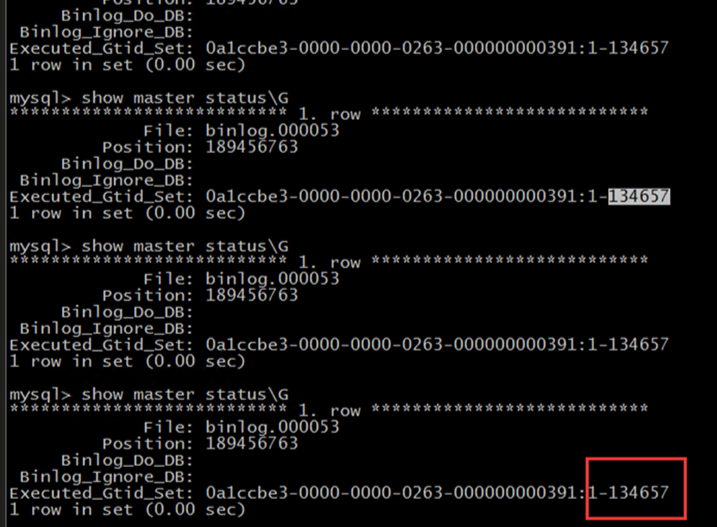 Position: 189456763
Binlog_Do_DB:
Binlog_Ignore_DB:
Executed_Gtid_Set: 0a1ccbe3-0000-0000-0263-000000000391:1-134657
1 row in set (0.00 sec)
mysql> show master status\G
*************************** 1. row ***************************
File: binlog.000053
Position: 189456763
Binlog_Do_DB:
Binlog_Ignore_DB:
Executed_Gtid_Set: 0a1ccbe3-0000-0000-0263-000000000391:1-134657
1 row in set (0.00 sec)
mysql> show master status\G
*************************** 1. row ***************************
File: binlog.000053
Position: 189456763
Binlog_Do_DB:
Binlog_Ignore_DB:
Executed_Gtid_Set: 0a1ccbe3-0000-0000-0263-000000000391:1-134657
1 row in set (0.00 sec)
mysql> show master status\G
*************************** 1. row ***************************
File: binlog.000053
Position: 189456763
Binlog_Do_DB:
Binlog_Ignore_DB:
Executed_Gtid_Set: 0a1ccbe3-0000-0000-0263-000000000391:1-134657
1 row in set (0.00 sec)